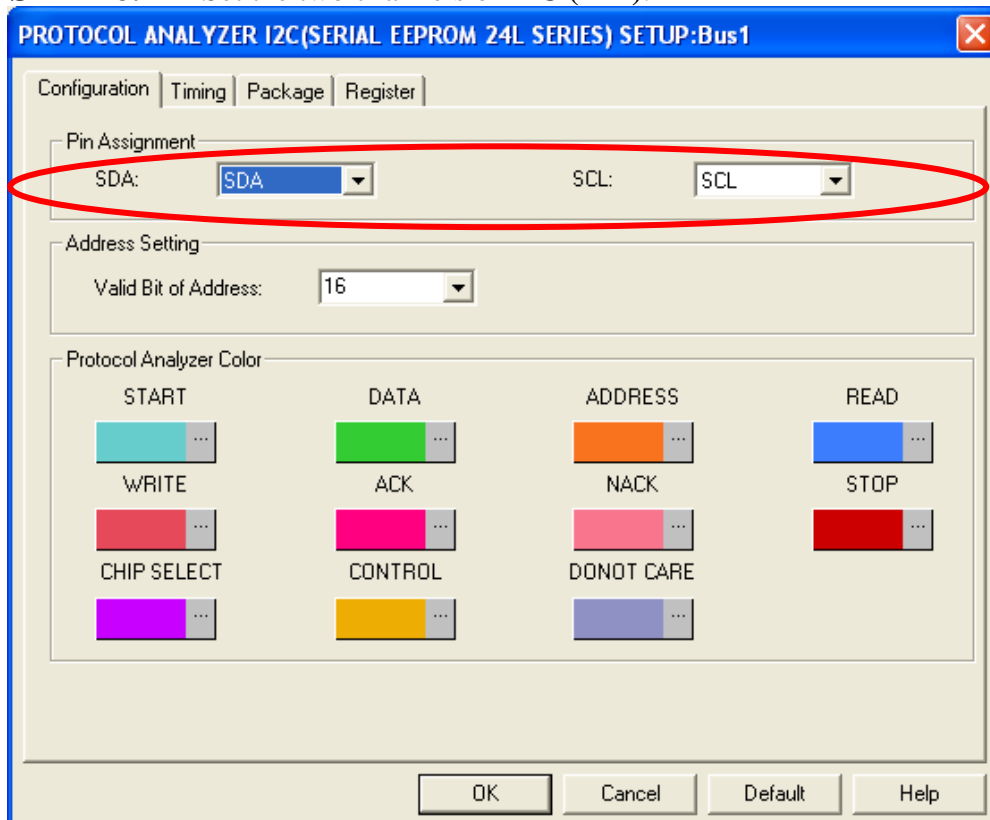 PROTOCOL ANALYZER I2C(SERIAL EEPROM 24L SERIES) SETUP:Bus1
Configuration Timing Package Register
Pin Assignment
SDA: SDA SCL: SCL
Address Setting
Valid Bit of Address: 16
Protocol Analyzer Color
START DATA ADDRESS READ
... ... ... ...
WRITE ACK NACK STOP
... ... ... ...
CHIP SELECT CONTROL DONOT CARE
... ... ...
OK Cancel Default Help